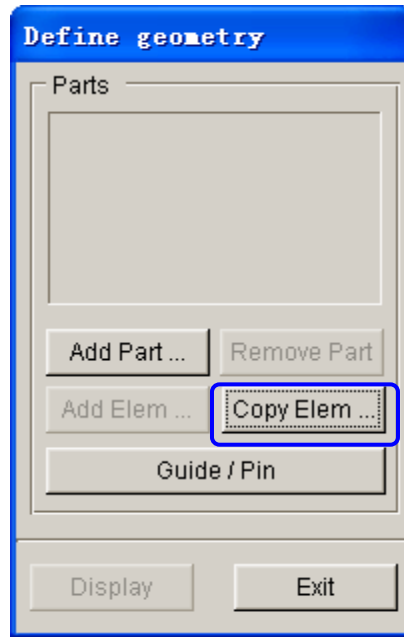 Define geometry
Parts
Add Part ... Remove Part
Add Elem ... Copy Elem ...
Guide / Pin
Display Exit